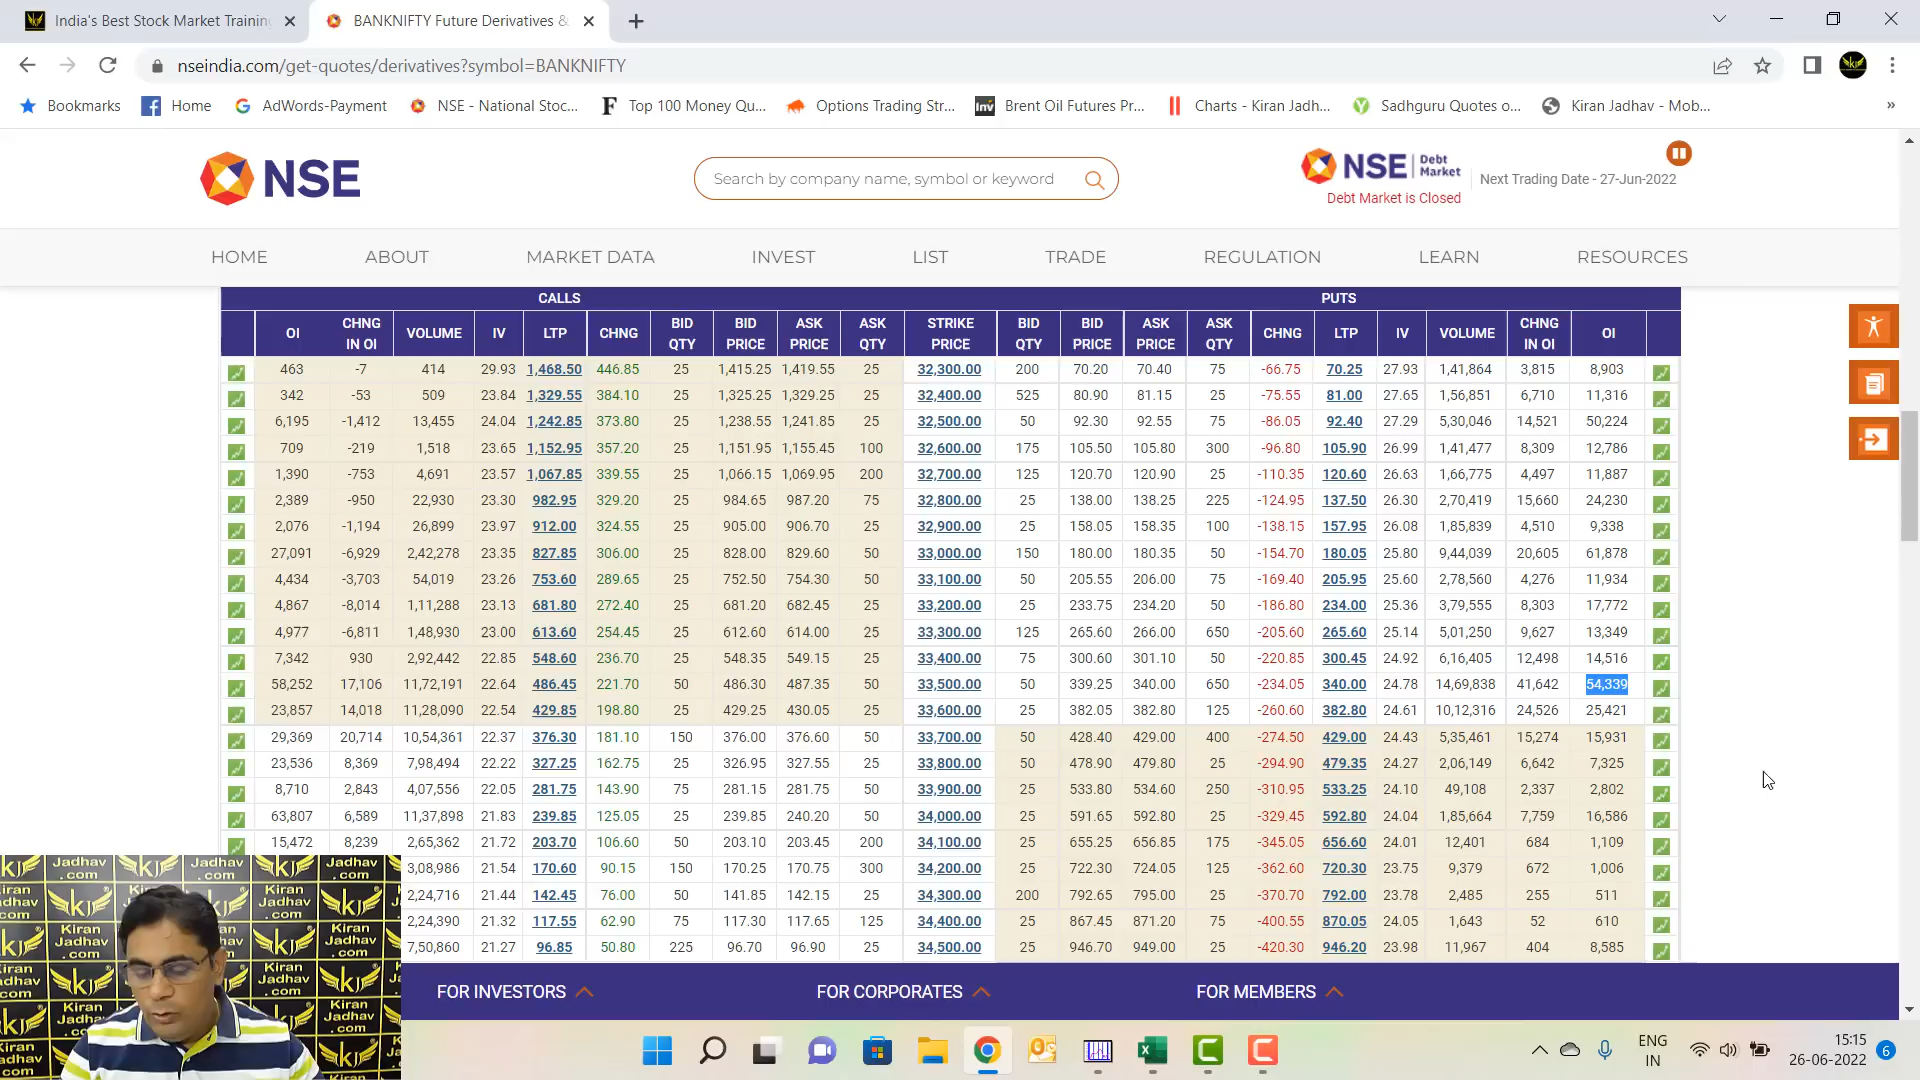 India's Best Stock Market Training
BANKNIFTY Future Derivatives &
nseindia.com/get-quotes/derivatives?symbol=BANKNIFTY
Bookmarks Home AdWords-Payment NSE - National Stoc... Top 100 Money Qu... Options Trading Str... Inv Brent Oil Futures Pr... Charts - Kiran Jadh... Sadhguru Quotes o... Kiran Jadhav - Mob... »
NSE
Search by company name, symbol or keyword
NSE Debt Market
Next Trading Date - 27-Jun-2022
Debt Market is Closed
HOME ABOUT MARKET DATA INVEST LIST TRADE REGULATION LEARN RESOURCES
CALLS PUTS
OI CHNG IN OI VOLUME IV LTP CHNG BID QTY BID PRICE ASK PRICE ASK QTY STRIKE PRICE BID QTY BID PRICE ASK PRICE ASK QTY CHNG LTP IV VOLUME CHNG IN OI OI
463 -7 414 29.93 1,468.50 446.85 25 1,415.25 1,419.55 25 32,300.00 200 70.20 70.40 75 -66.75 70.25 27.93 1,41,864 3,815 8,903
342 -53 509 23.84 1,329.55 384.10 25 1,325.25 1,329.25 25 32,400.00 525 80.90 81.15 25 -75.55 81.00 27.65 1,56,851 6,710 11,316
6,195 -1,412 13,455 24.04 1,242.85 373.80 25 1,238.55 1,241.85 25 32,500.00 50 92.30 92.55 75 -86.05 92.40 27.29 5,30,046 14,521 50,224
709 -219 1,518 23.65 1,152.95 357.20 25 1,151.95 1,155.45 100 32,600.00 175 105.50 105.80 300 -96.80 105.90 26.99 1,41,477 8,309 12,786
1,390 -753 4,691 23.57 1,067.85 339.55 25 1,066.15 1,069.95 200 32,700.00 125 120.70 120.90 25 -110.35 120.60 26.63 1,66,775 4,497 11,887
2,389 -950 22,930 23.30 982.95 329.20 25 984.65 987.20 75 32,800.00 25 138.00 138.25 225 -124.95 137.50 26.30 2,70,419 15,660 24,230
2,076 -1,194 26,899 23.97 912.00 324.55 25 905.00 906.70 25 32,900.00 25 158.05 158.35 100 -138.15 157.95 26.08 1,85,839 4,510 9,338
27,091 -6,929 2,42,278 23.35 827.85 306.00 25 828.00 829.60 50 33,000.00 150 180.00 180.35 50 -154.70 180.05 25.80 9,44,039 20,605 61,878
4,434 -3,703 54,019 23.26 753.60 289.65 25 752.50 754.30 50 33,100.00 50 205.55 206.00 75 -169.40 205.95 25.60 2,78,560 4,276 11,934
4,867 -8,014 1,11,288 23.13 681.80 272.40 25 681.20 682.45 25 33,200.00 25 233.75 234.20 50 -186.80 234.00 25.36 3,79,555 8,303 17,772
4,977 -6,811 1,48,930 23.00 613.60 254.45 25 612.60 614.00 25 33,300.00 125 265.60 266.00 650 -205.60 265.60 25.14 5,01,250 9,627 13,349
7,342 930 2,92,442 22.85 548.60 236.70 25 548.35 549.15 25 33,400.00 75 300.60 301.10 50 -220.85 300.45 24.92 6,16,405 12,498 14,516
58,252 17,106 11,72,191 22.64 486.45 221.70 50 486.30 487.35 50 33,500.00 50 339.25 340.00 650 -234.05 340.00 24.78 14,69,838 41,642 54,339
23,857 14,018 11,28,090 22.54 429.85 198.80 25 429.25 430.05 25 33,600.00 25 382.05 382.80 125 -260.60 382.80 24.61 10,12,316 24,526 25,421
29,369 20,714 10,54,361 22.37 376.30 181.10 150 376.00 376.60 50 33,700.00 50 428.40 429.00 400 -274.50 429.00 24.43 5,35,461 15,274 15,931
23,536 8,369 7,98,494 22.22 327.25 162.75 25 326.95 327.55 25 33,800.00 50 478.90 479.80 25 -294.90 479.35 24.27 2,06,149 6,642 7,325
8,710 2,843 4,07,556 22.05 281.75 143.90 75 281.15 281.75 50 33,900.00 25 533.80 534.60 250 -310.95 533.25 24.10 49,108 2,337 2,802
63,807 6,589 11,37,898 21.83 239.85 125.05 25 239.85 240.20 50 34,000.00 25 591.65 592.80 25 -329.45 592.80 24.04 1,85,664 7,759 16,586
15,472 8,239 2,65,362 21.72 203.70 106.60 50 203.10 203.45 200 34,100.00 25 655.25 656.85 175 -345.05 656.60 24.01 12,401 684 1,109
3,08,986 21.54 170.60 90.15 150 170.25 170.75 300 34,200.00 25 722.30 724.05 125 -362.60 720.30 23.75 9,379 672 1,006
2,24,716 21.44 142.45 76.00 50 141.85 142.15 25 34,300.00 200 792.65 795.00 25 -370.70 792.00 23.78 2,485 255 511
2,24,390 21.32 117.55 62.90 75 117.30 117.65 125 34,400.00 25 867.45 871.20 75 -400.55 870.05 24.05 1,643 52 610
7,50,860 21.27 96.85 50.80 225 96.70 96.90 25 34,500.00 25 946.70 949.00 25 -420.30 946.20 23.98 11,967 404 8,585
Kiran Jadhav .com
FOR INVESTORS FOR CORPORATES FOR MEMBERS
ENG IN
15:15
26-06-2022
6